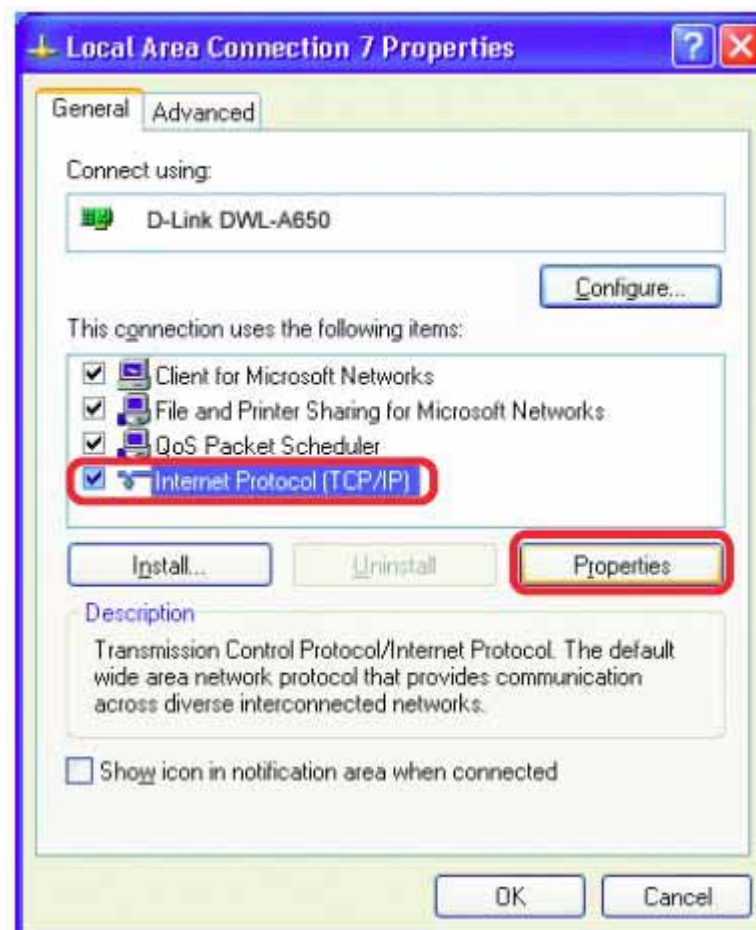 Local Area Connection 7 Properties
General
Advanced
Connect using:
D-Link DWL-A650
Configure...
This connection uses the following items:
Client for Microsoft Networks
File and Printer Sharing for Microsoft Networks
QoS Packet Scheduler
Internet Protocol (TCP/IP)
Install...
Uninstall
Properties
Description
Transmission Control Protocol/Internet Protocol. The default
wide area network protocol that provides communication
across diverse interconnected networks.
Show icon in notification area when connected
OK
Cancel